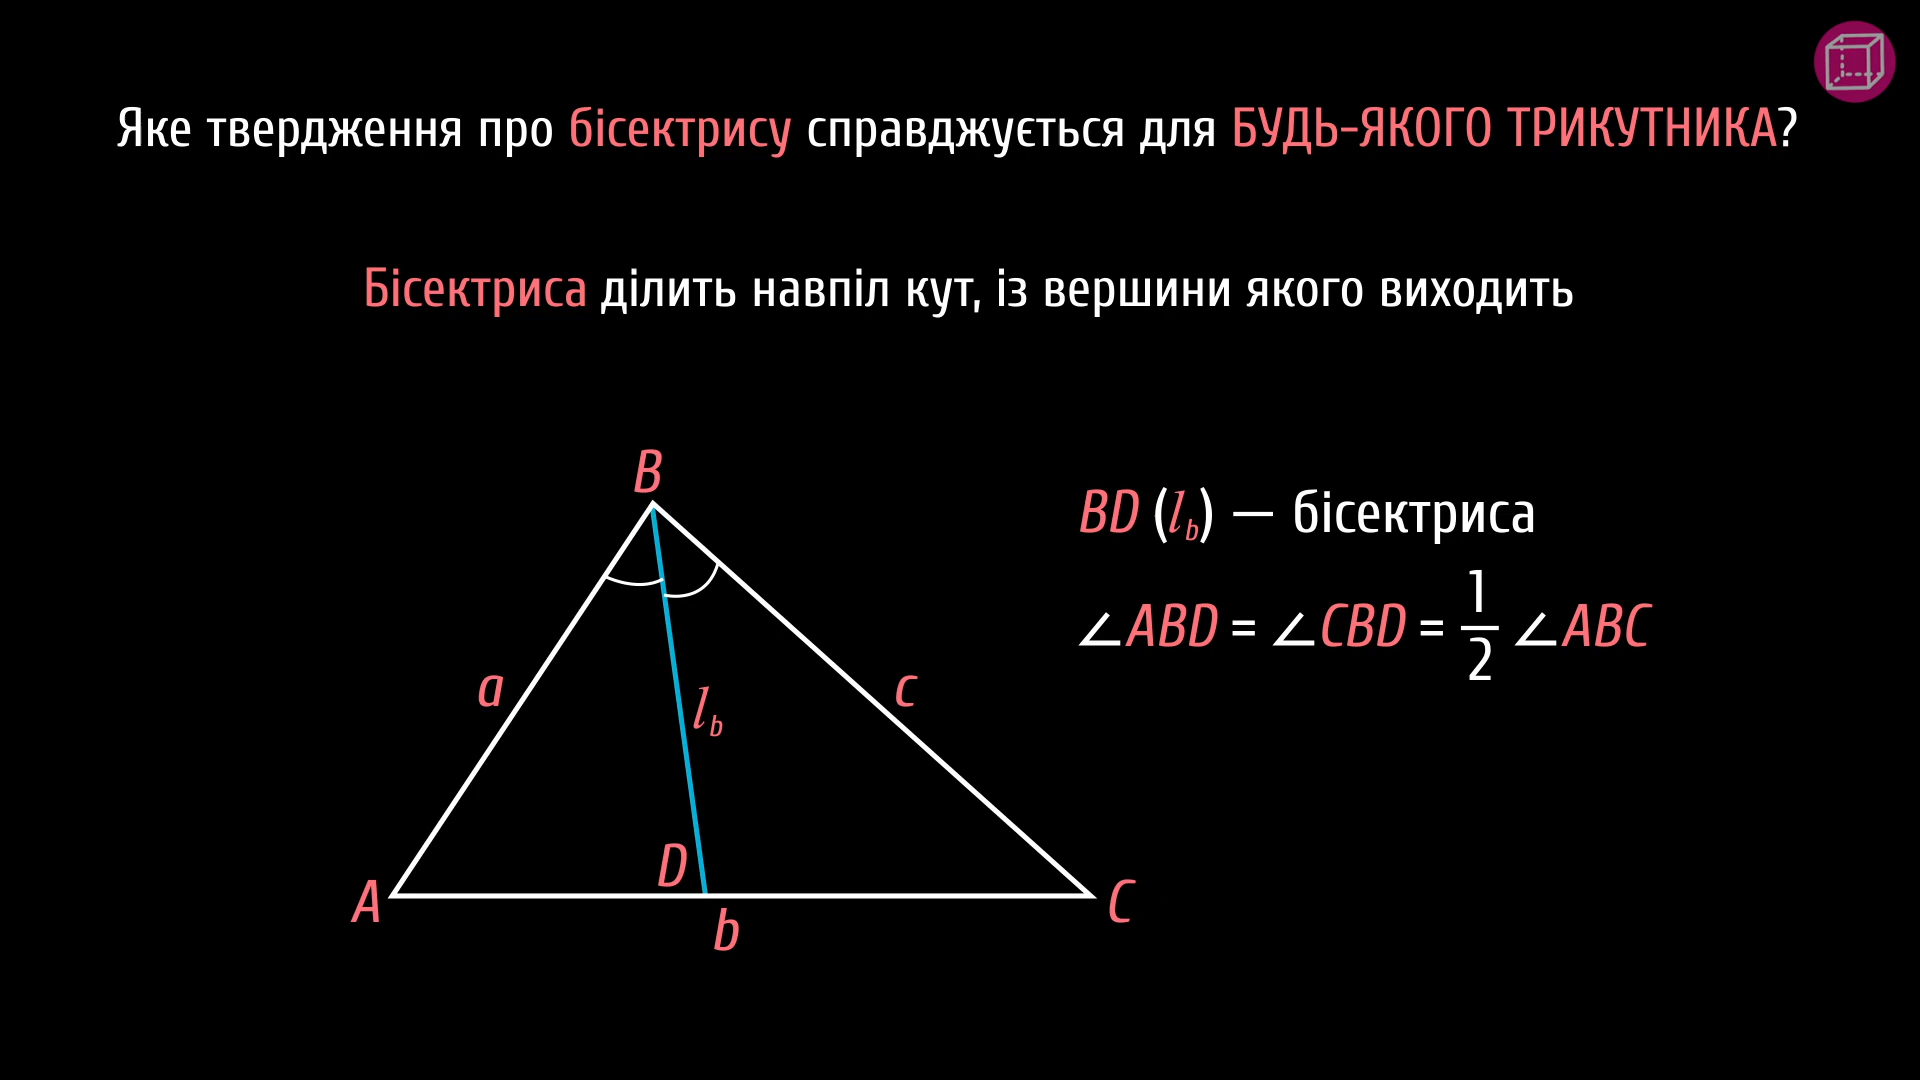 Яке твердження про бісектрису справджується для БУДЬ-ЯКОГО ТРИКУТНИКА?
Бісектриса ділить навпіл кут, із вершини якого виходить
B
BD (l_b) — бісектриса
∠ABD = ∠CBD = 1/2 ∠ABC
a
l_b
c
D
A
C
b